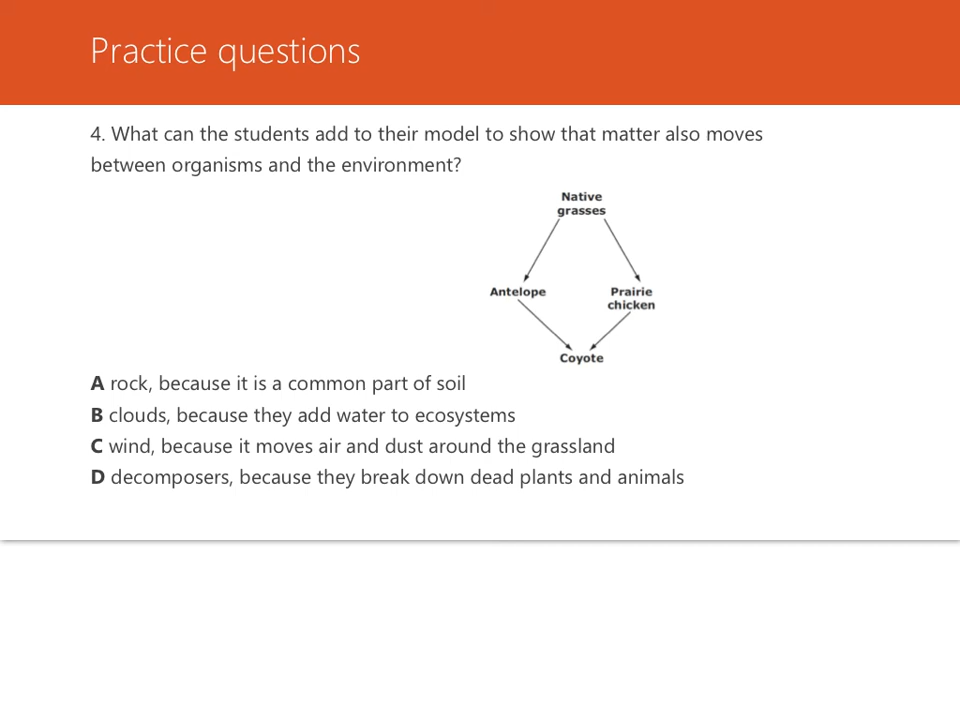 Practice questions
4. What can the students add to their model to show that matter also moves
between organisms and the environment?
Native
grasses
Antelope
Prairie
chicken
Coyote
A rock, because it is a common part of soil
B clouds, because they add water to ecosystems
C wind, because it moves air and dust around the grassland
D decomposers, because they break down dead plants and animals